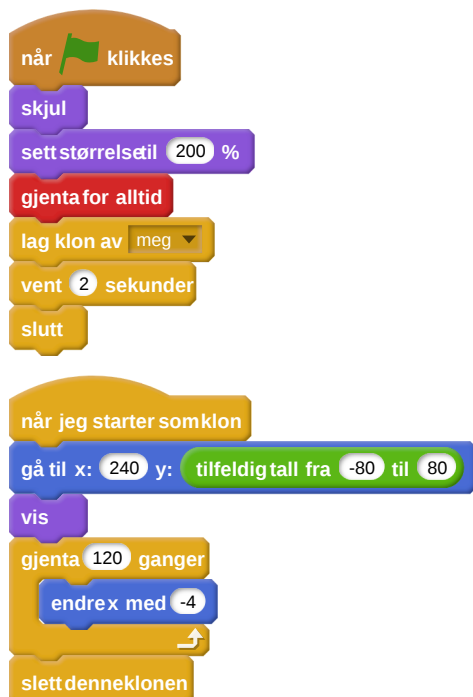 når klikkes
skjul
sett størrelse til 200 %
gjenta for alltid
lag klon av meg
vent 2 sekunder
slutt
når jeg starter som klon
gå til x: 240 y: tilfeldig tall fra -80 til 80
vis
gjenta 120 ganger
endre x med -4
slett denne klonen